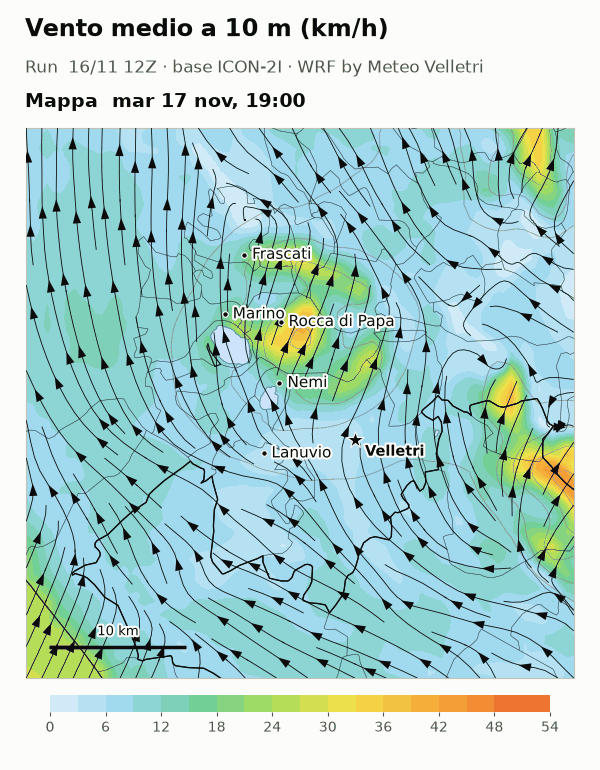 Vento medio a 10 m (km/h)
Run  16/11 12Z · base ICON-2I · WRF by Meteo Velletri
Mappa  mar 17 nov, 19:00
Frascati
Marino
Rocca di Papa
Nemi
Lanuvio
Velletri
10 km
0 6 12 18 24 30 36 42 48 54